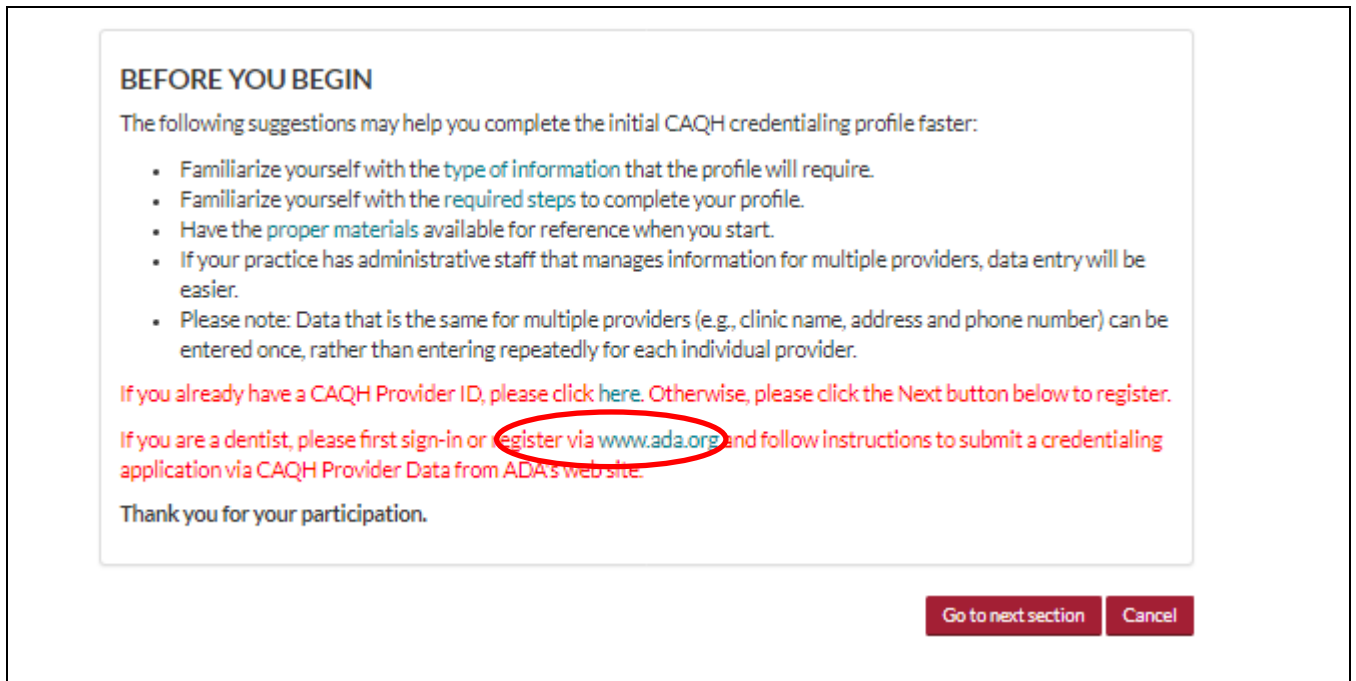 BEFORE YOU BEGIN
The following suggestions may help you complete the initial CAQH credentialing profile faster:
• Familiarize yourself with the type of information that the profile will require.
• Familiarize yourself with the required steps to complete your profile.
• Have the proper materials available for reference when you start.
• If your practice has administrative staff that manages information for multiple providers, data entry will be
easier.
• Please note: Data that is the same for multiple providers (e.g., clinic name, address and phone number) can be
entered once, rather than entering repeatedly for each individual provider.
If you already have a CAQH Provider ID, please click here. Otherwise, please click the Next button below to register.
If you are a dentist, please first sign-in or register via www.ada.org and follow instructions to submit a credentialing
application via CAQH Provider Data from ADA's web site.
Thank you for your participation.
Go to next section
Cancel